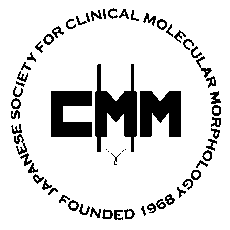 JAPANESE SOCIETY FOR CLINICAL MOLECULAR MORPHOLOGY
FOUNDED 1968
CMM